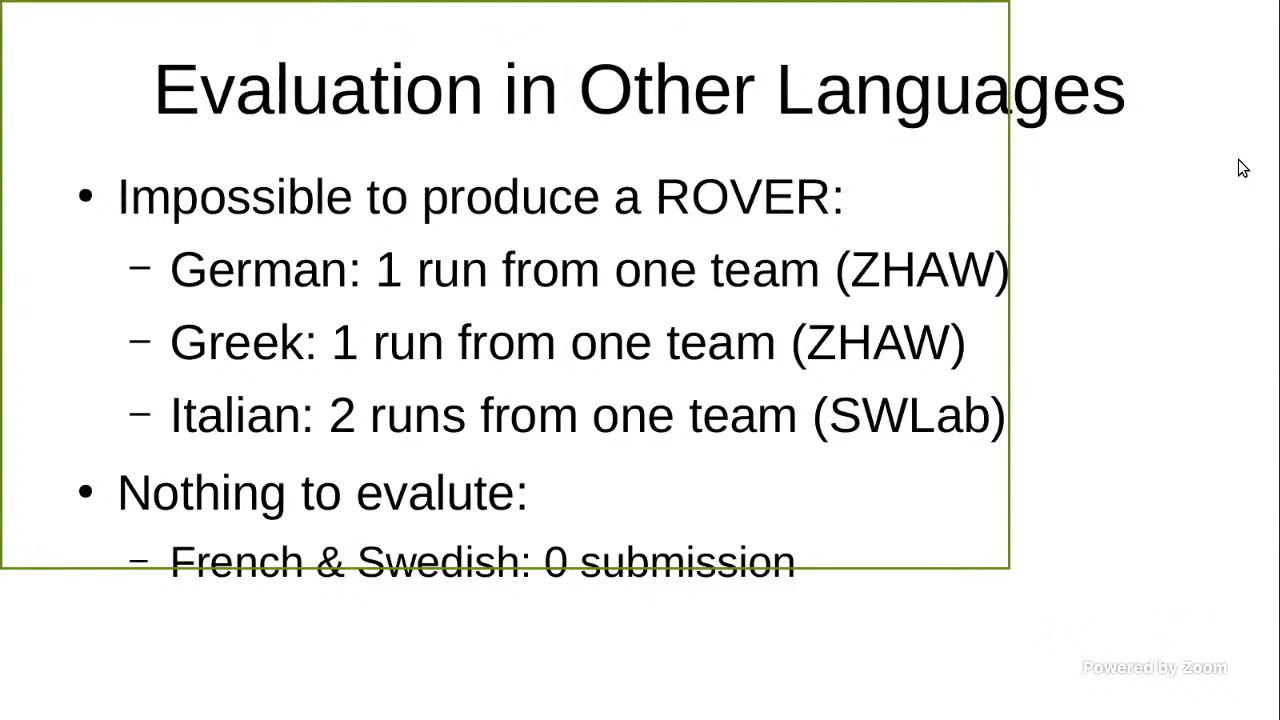 Evaluation in Other Languages
• Impossible to produce a ROVER:
– German: 1 run from one team (ZHAW)
– Greek: 1 run from one team (ZHAW)
– Italian: 2 runs from one team (SWLab)
• Nothing to evalute:
– French & Swedish: 0 submission
Powered by Zoom